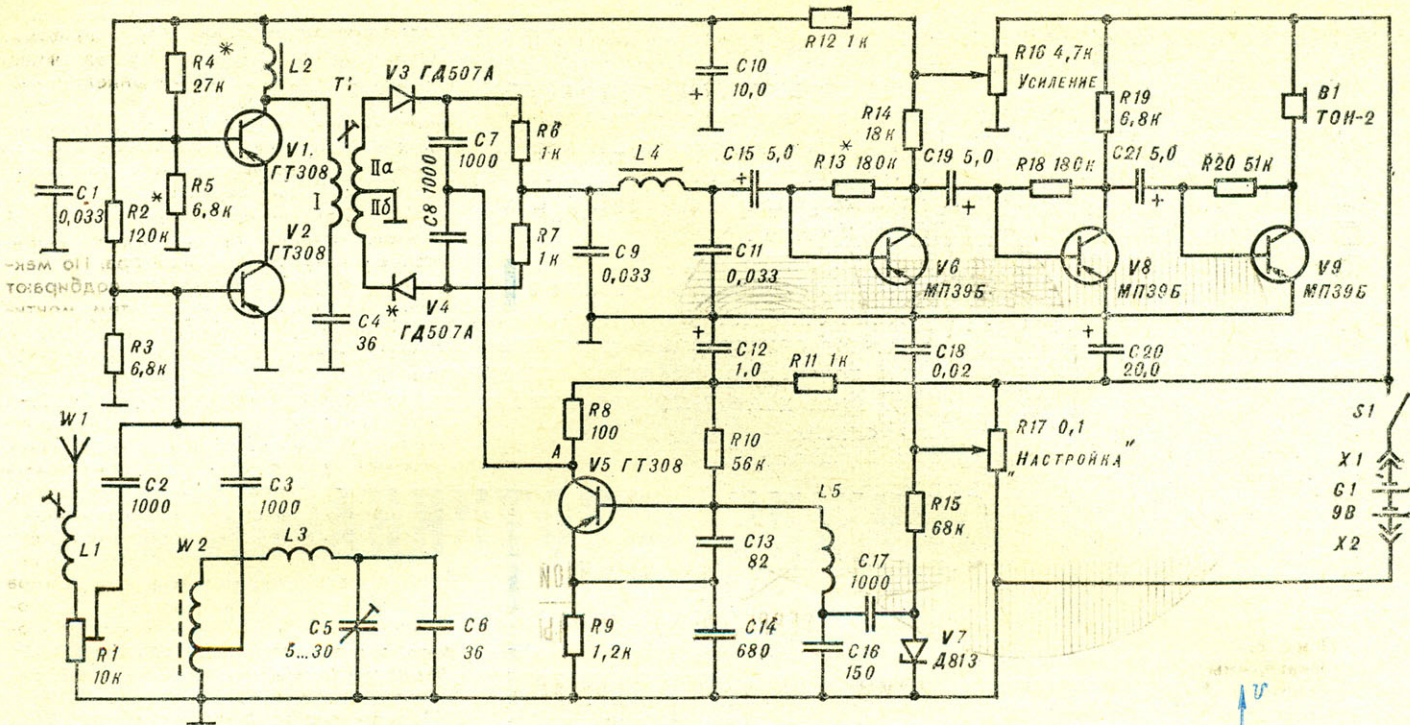 R4 *
27к
L2
V3 ГД507А
T1
C10
10,0
+
R12 1к
R16 4,7к
УСИЛЕНИЕ
R14
18к
R19
6,8к
B1
ТОН-2
V1
ГТ308
C7
1000
R6
1к
L4
C15 5,0
*
R13 180к
C19 5,0
R18 180к
C21 5,0
R20 51к
IIа
IIб
I
C8 1000
C1
0,033
R2
120к
R5
* 6,8к
V2
ГТ308
R7
1к
C9
0,033
C11
0,033
V6
МП39Б
V8
МП39Б
V9
МП39Б
* V4
ГД507А
C4
36
R3
6,8к
+
C12
1,0
R11 1к
C18
0,02
+
C20
20,0
W1
R8
100
A
V5 ГТ308
R10
56к
R17 0,1
„НАСТРОЙКА"
S1
X1
G1
9В
X2
C2
1000
C3
1000
L5
R15
68к
L1
W2
L3
C13
82
C17
1000
R1
10к
C5
5...30
C6
36
R9
1,2к
C14
680
C16
150
V7
Д813
v